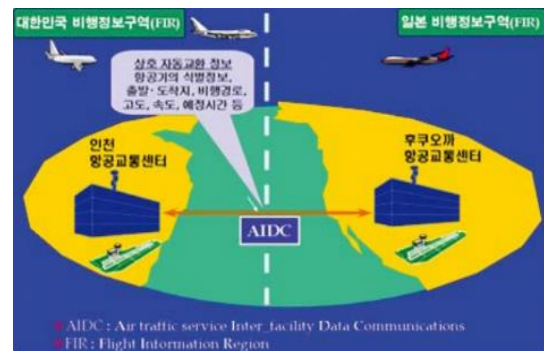 대한민국 비행정보구역(FIR)
일본 비행정보구역(FIR)
상호 자동교환 정보
항공기의 식별정보,
출발·도착지, 비행경로,
고도, 속도, 예정시간 등
인천
항공교통센터
후쿠오까
항공교통센터
AIDC
AIDC : Air traffic service Inter_facility Data Communications
FIR : Flight Information Region